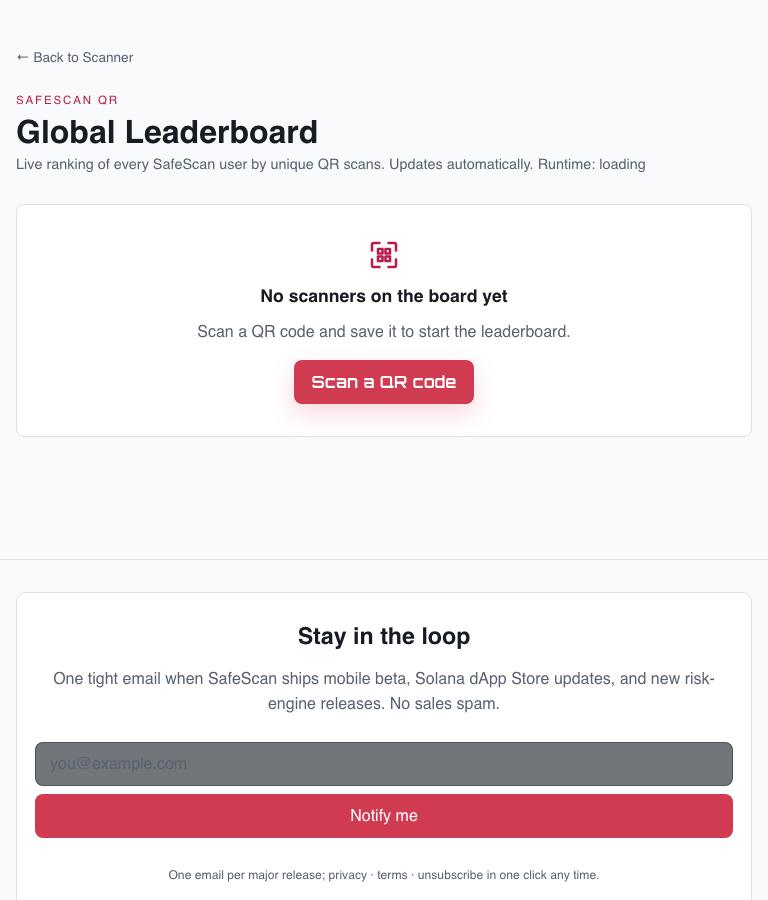 ← Back to Scanner
SAFESCAN QR
Global Leaderboard
Live ranking of every SafeScan user by unique QR scans. Updates automatically. Runtime: loading
No scanners on the board yet
Scan a QR code and save it to start the leaderboard.
Scan a QR code
Stay in the loop
One tight email when SafeScan ships mobile beta, Solana dApp Store updates, and new risk-
engine releases. No sales spam.
you@example.com
Notify me
One email per major release; privacy · terms · unsubscribe in one click any time.